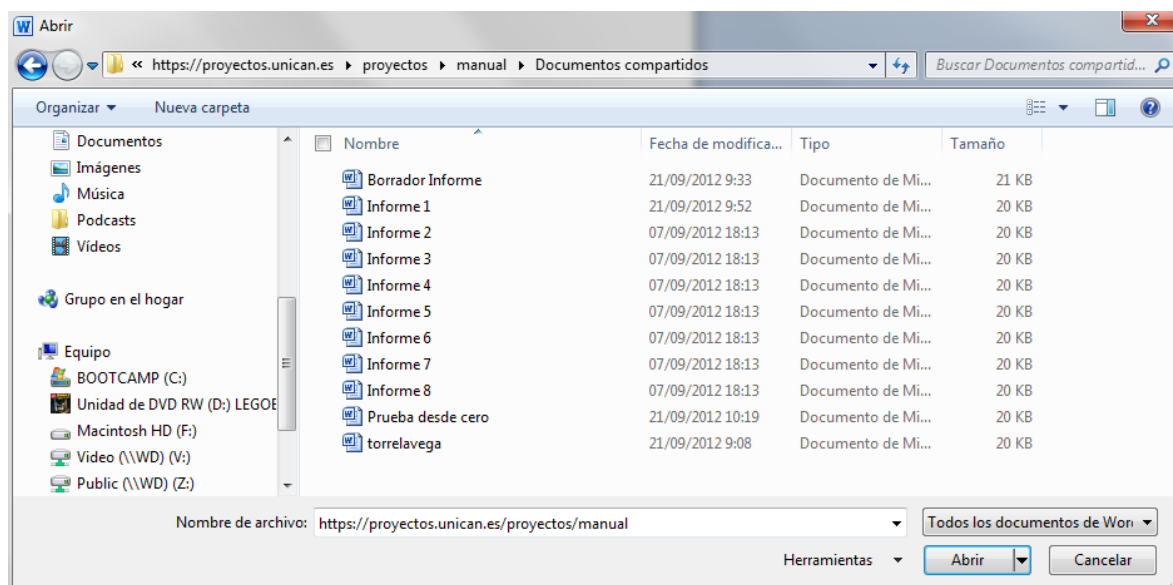 Abrir
« https://proyectos.unican.es ▸ proyectos ▸ manual ▸ Documentos compartidos
Buscar Documentos compartid...
Organizar Nueva carpeta
Documentos
Imágenes
Música
Podcasts
Vídeos
Grupo en el hogar
Equipo
BOOTCAMP (C:)
Unidad de DVD RW (D:) LEGOE
Macintosh HD (F:)
Video (\\WD) (V:)
Public (\\WD) (Z:)
Nombre Fecha de modifica... Tipo Tamaño
Borrador Informe 21/09/2012 9:33 Documento de Mi... 21 KB
Informe 1 21/09/2012 9:52 Documento de Mi... 20 KB
Informe 2 07/09/2012 18:13 Documento de Mi... 20 KB
Informe 3 07/09/2012 18:13 Documento de Mi... 20 KB
Informe 4 07/09/2012 18:13 Documento de Mi... 20 KB
Informe 5 07/09/2012 18:13 Documento de Mi... 20 KB
Informe 6 07/09/2012 18:13 Documento de Mi... 20 KB
Informe 7 07/09/2012 18:13 Documento de Mi... 20 KB
Informe 8 07/09/2012 18:13 Documento de Mi... 20 KB
Prueba desde cero 21/09/2012 10:19 Documento de Mi... 20 KB
torrelavega 21/09/2012 9:08 Documento de Mi... 20 KB
Nombre de archivo: https://proyectos.unican.es/proyectos/manual Todos los documentos de Wor
Herramientas Abrir Cancelar